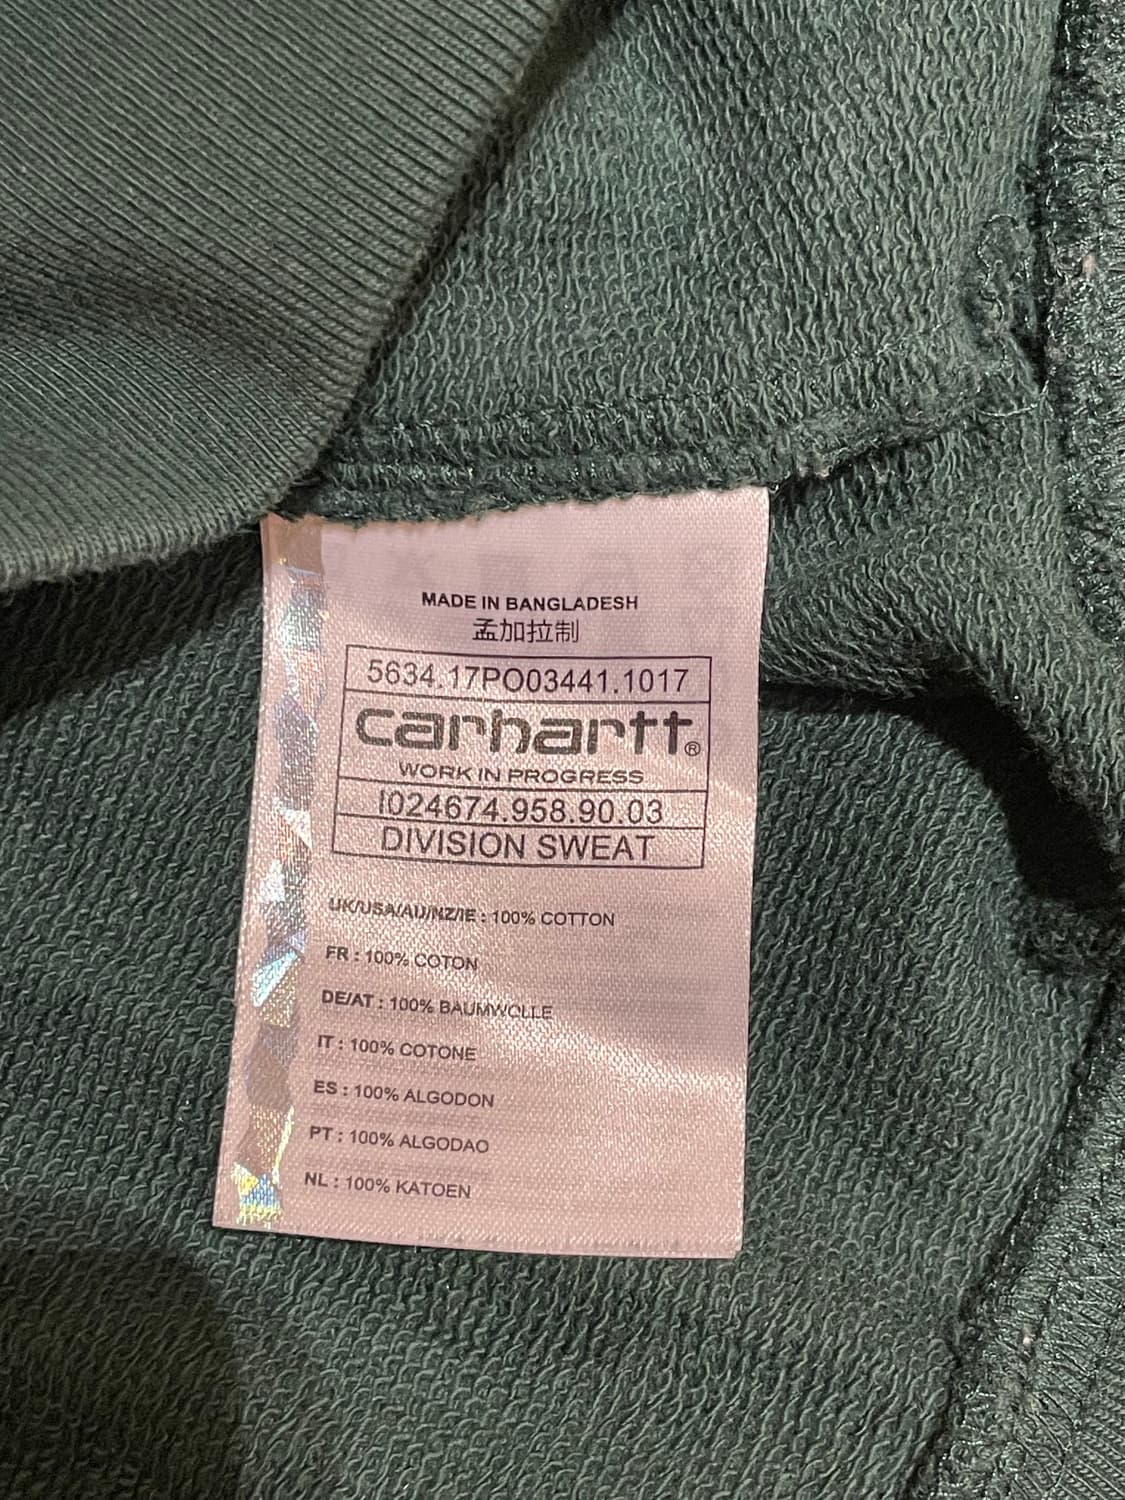 MADE IN BANGLADESH
孟加拉制
5634.17PO03441.1017
carhartt®
WORK IN PROGRESS
I024674.958.90.03
DIVISION SWEAT
UK/USA/AU/NZ/IE : 100% COTTON
FR : 100% COTON
DE/AT : 100% BAUMWOLLE
IT : 100% COTONE
ES : 100% ALGODON
PT : 100% ALGODAO
NL : 100% KATOEN